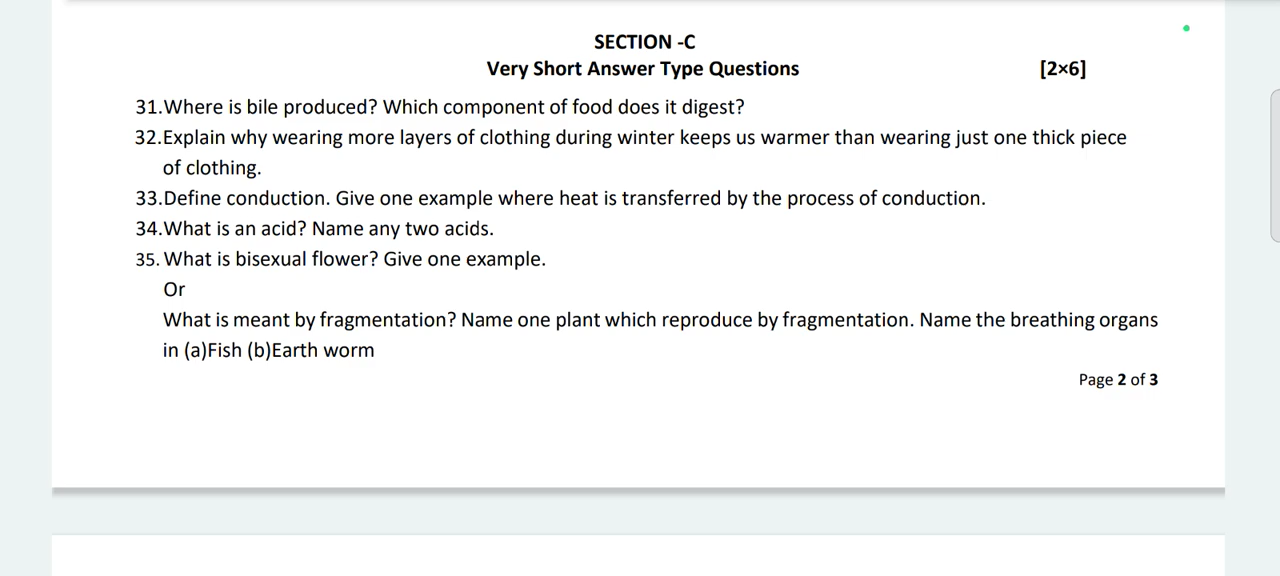 SECTION -C
Very Short Answer Type Questions [2×6]
31.Where is bile produced? Which component of food does it digest?
32.Explain why wearing more layers of clothing during winter keeps us warmer than wearing just one thick piece
of clothing.
33.Define conduction. Give one example where heat is transferred by the process of conduction.
34.What is an acid? Name any two acids.
35. What is bisexual flower? Give one example.
Or
What is meant by fragmentation? Name one plant which reproduce by fragmentation. Name the breathing organs
in (a)Fish (b)Earth worm
Page 2 of 3